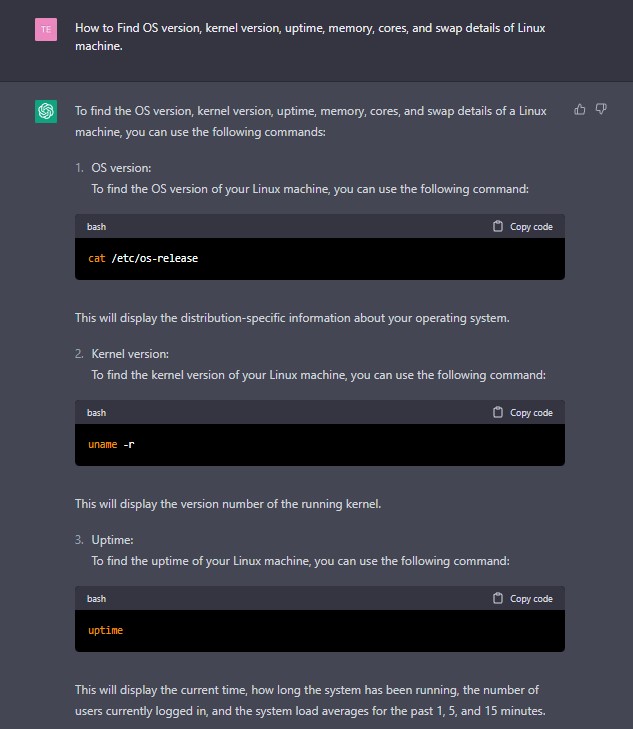 TE
How to Find OS version, kernel version, uptime, memory, cores, and swap details of Linux
machine.
To find the OS version, kernel version, uptime, memory, cores, and swap details of a Linux
machine, you can use the following commands:
1. OS version:
To find the OS version of your Linux machine, you can use the following command:
bash Copy code
cat /etc/os-release
This will display the distribution-specific information about your operating system.
2. Kernel version:
To find the kernel version of your Linux machine, you can use the following command:
bash Copy code
uname -r
This will display the version number of the running kernel.
3. Uptime:
To find the uptime of your Linux machine, you can use the following command:
bash Copy code
uptime
This will display the current time, how long the system has been running, the number of
users currently logged in, and the system load averages for the past 1, 5, and 15 minutes.